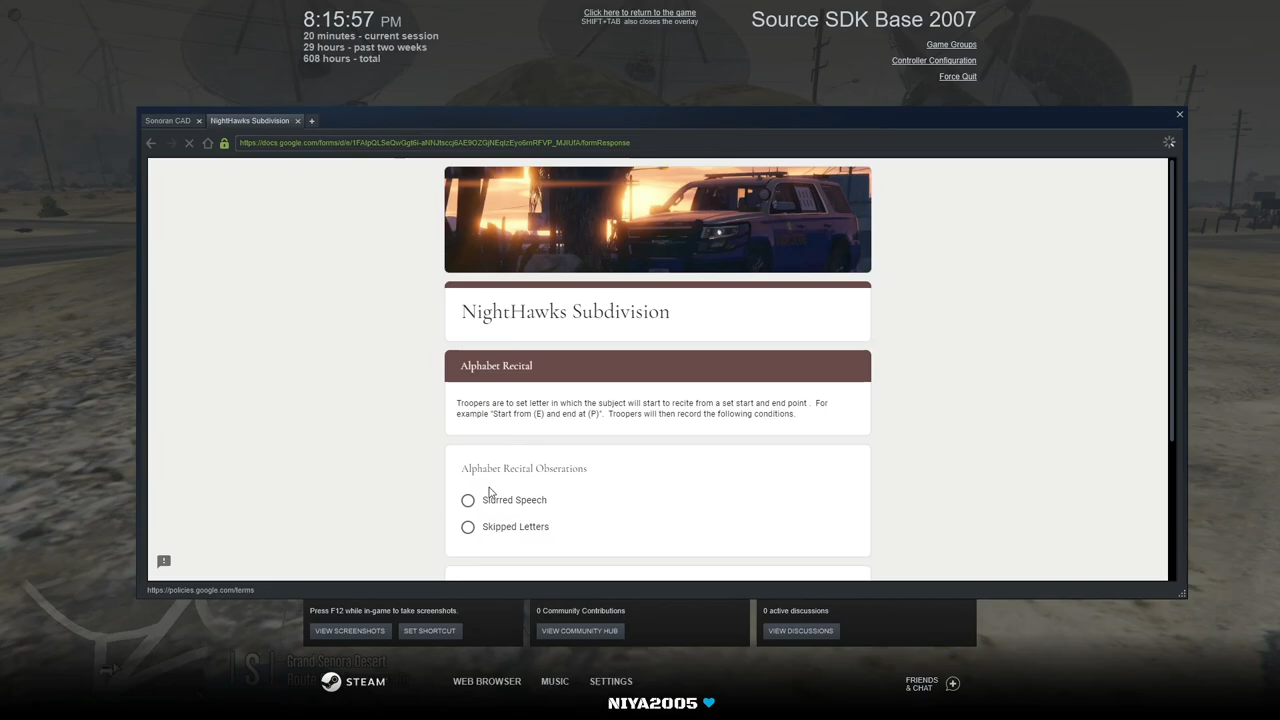 8:15:57 PM
20 minutes - current session
29 hours - past two weeks
608 hours - total
Click here to return to the game
SHIFT+TAB also closes the overlay
Source SDK Base 2007
Game Groups
Controller Configuration
Force Quit
Sonoran CAD
NightHawks Subdivision
NightHawks Subdivision
Alphabet Recital
Troopers are to set letter in which the subject will start to recite from a set start and end point . For
example "Start from (E) and end at (P)". Troopers will then record the following conditions.
Alphabet Recital Obserations
Slurred Speech
Skipped Letters
https://policies.google.com/terms
Press F12 while in-game to take screenshots.
VIEW SCREENSHOTS
SET SHORTCUT
0 Community Contributions
VIEW COMMUNITY HUB
0 active discussions
VIEW DISCUSSIONS
Grand Senora Desert
STEAM
WEB BROWSER
MUSIC
SETTINGS
FRIENDS
& CHAT
NIYA2005